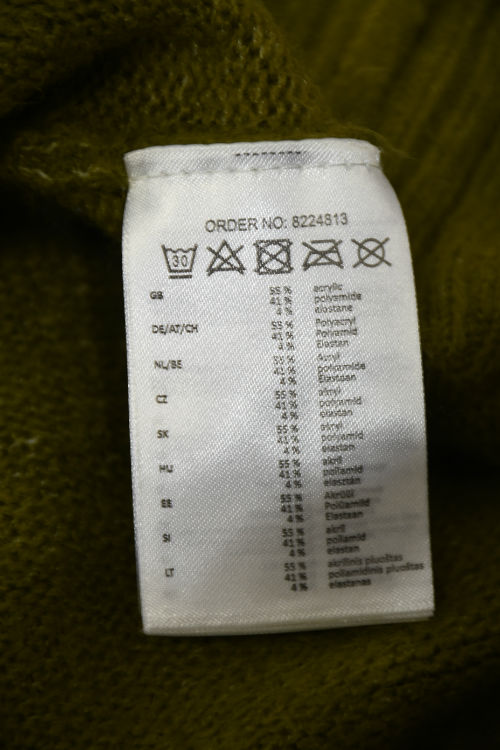 ORDER NO: 8224813
30
GB 55 % acrylic
41 % polyamide
4 % elastane
DE/AT/CH 55 % Polyacryl
41 % Polyamid
4 % Elastan
NL/BE 55 % Acryl
41 % polyamide
4 % Elastaan
CZ 55 % akryl
41 % polyamid
4 % elastan
SK 55 % akryl
41 % polyamid
4 % elastan
HU 55 % akril
41 % poliamid
4 % elasztán
EE 55 % Akrüül
41 % Polüamiid
4 % Elastaan
SI 55 % akril
41 % poliamid
4 % elastan
LT 55 % akrilinis pluoštas
41 % poliamidinis pluoštas
4 % elastanas